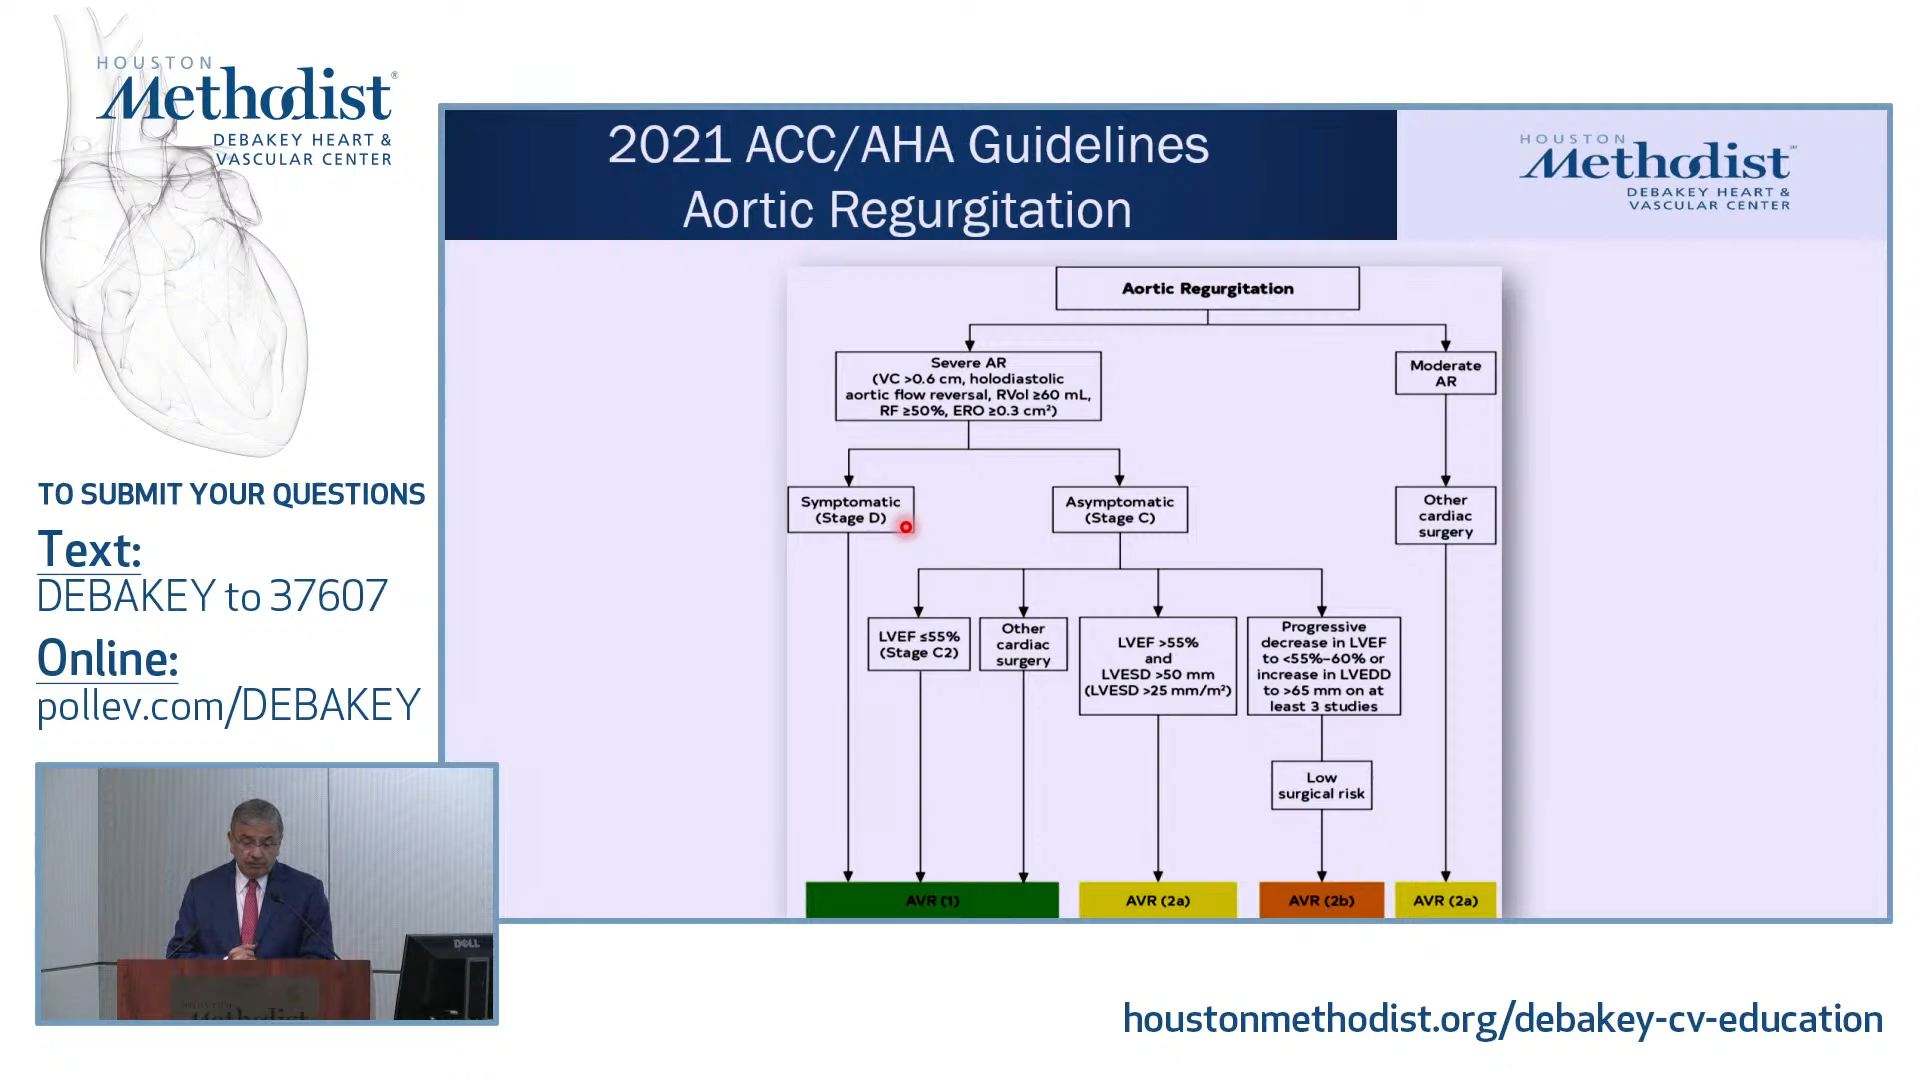 HOUSTON
Methodist®
DEBAKEY HEART &
VASCULAR CENTER
TO SUBMIT YOUR QUESTIONS
Text:
DEBAKEY to 37607
Online:
pollev.com/DEBAKEY
2021 ACC/AHA Guidelines
Aortic Regurgitation
HOUSTON
Methodist
DEBAKEY HEART &
VASCULAR CENTER
Aortic Regurgitation
Severe AR
(VC >0.6 cm, holodiastolic
aortic flow reversal, RVol ≥60 mL,
RF ≥50%, ERO ≥0.3 cm²)
Moderate
AR
Symptomatic
(Stage D)
Asymptomatic
(Stage C)
Other
cardiac
surgery
LVEF ≤55%
(Stage C2)
Other
cardiac
surgery
LVEF >55%
and
LVESD >50 mm
(LVESD >25 mm/m²)
Progressive
decrease in LVEF
to <55%–60% or
increase in LVEDD
to >65 mm on at
least 3 studies
Low
surgical risk
AVR (1)
AVR (2a)
AVR (2b)
AVR (2a)
DELL
Methodist
houstonmethodist.org/debakey-cv-education